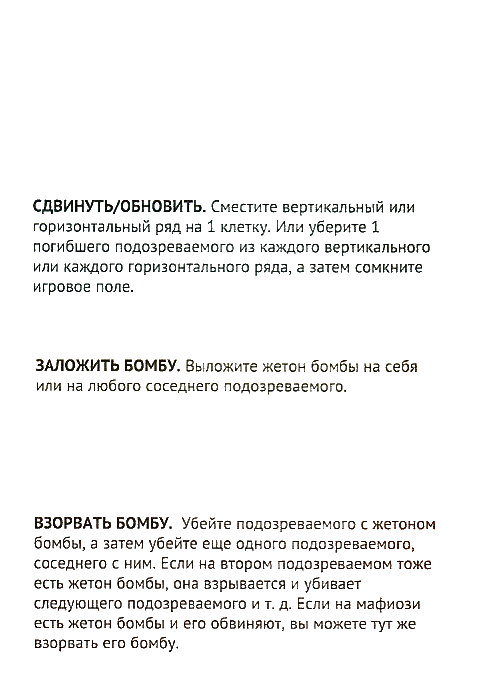 СДВИНУТЬ/ОБНОВИТЬ. Сместите вертикальный или
горизонтальный ряд на 1 клетку. Или уберите 1
погибшего подозреваемого из каждого вертикального
или каждого горизонтального ряда, а затем сомкните
игровое поле.
ЗАЛОЖИТЬ БОМБУ. Выложите жетон бомбы на себя
или на любого соседнего подозреваемого.
ВЗОРВАТЬ БОМБУ. Убейте подозреваемого с жетоном
бомбы, а затем убейте еще одного подозреваемого,
соседнего с ним. Если на втором подозреваемом тоже
есть жетон бомбы, она взрывается и убивает
следующего подозреваемого и т. д. Если на мафиози
есть жетон бомбы и его обвиняют, вы можете тут же
взорвать его бомбу.